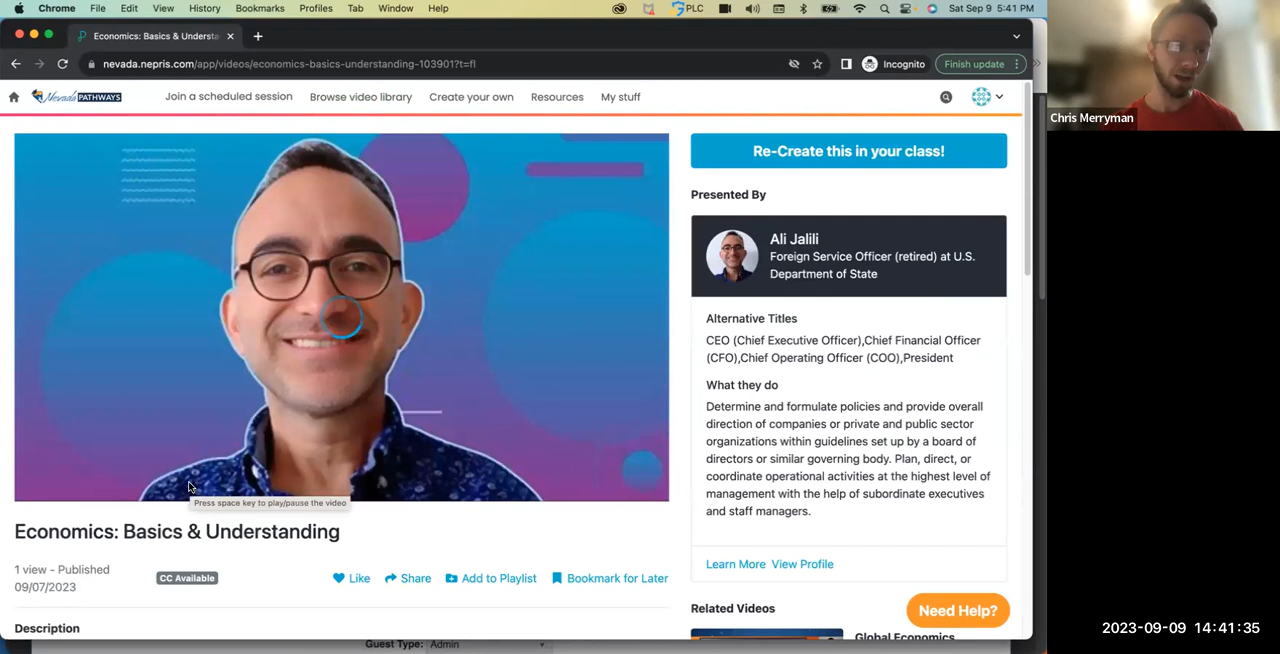 Chrome File Edit View History Bookmarks Profiles Tab Window Help PLC Sat Sep 9 5:41 PM
Economics: Basics & Understa
nevada.nepris.com/app/videos/economics-basics-understanding-103901?t=fl Incognito Finish update
Nevada PATHWAYS Join a scheduled session Browse video library Create your own Resources My stuff
Chris Merryman
Re-Create this in your class!
Presented By
Ali Jalili
Foreign Service Officer (retired) at U.S.
Department of State
Alternative Titles
CEO (Chief Executive Officer),Chief Financial Officer
(CFO),Chief Operating Officer (COO),President
What they do
Determine and formulate policies and provide overall
direction of companies or private and public sector
organizations within guidelines set up by a board of
directors or similar governing body. Plan, direct, or
coordinate operational activities at the highest level of
management with the help of subordinate executives
and staff managers.
Learn More View Profile
Press space key to play/pause the video
Economics: Basics & Understanding
1 view - Published
09/07/2023
CC Available
Like Share Add to Playlist Bookmark for Later
Description
Related Videos
Global Economics
Need Help?
Guest Type: Admin
2023-09-09 14:41:35